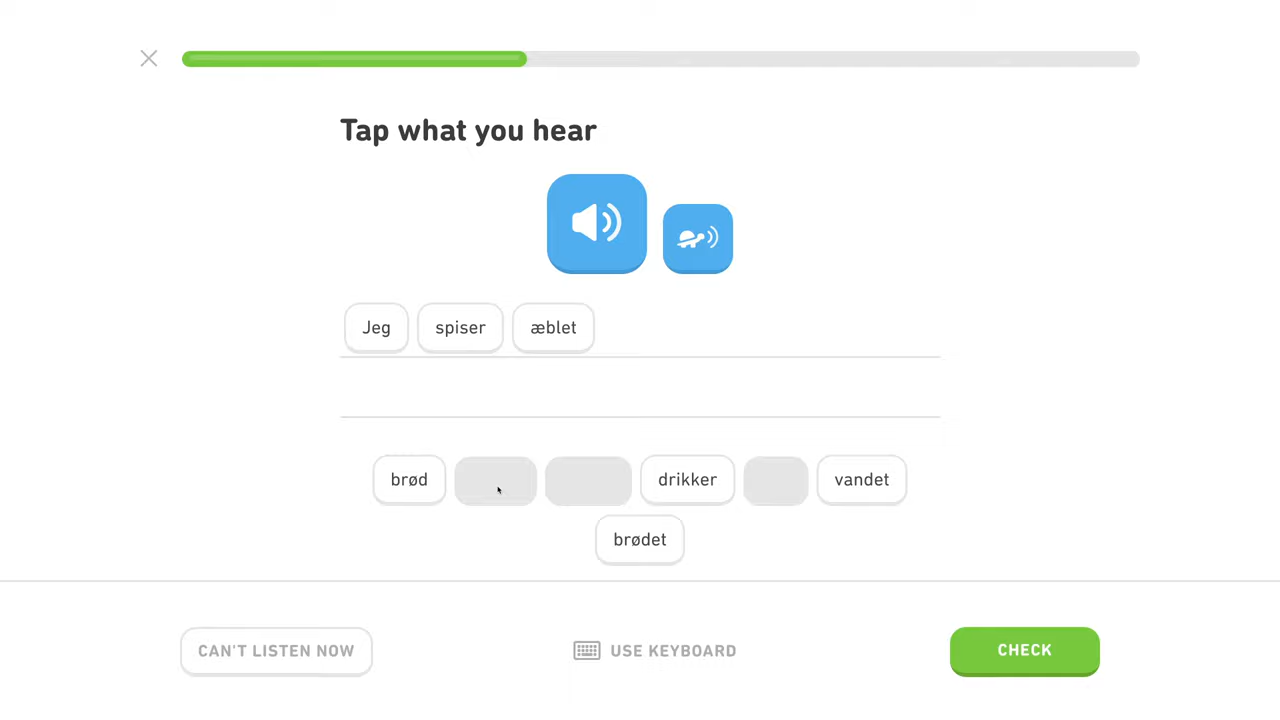 Tap what you hear
Jeg spiser æblet
brød drikker vandet
brødet
CAN'T LISTEN NOW USE KEYBOARD CHECK